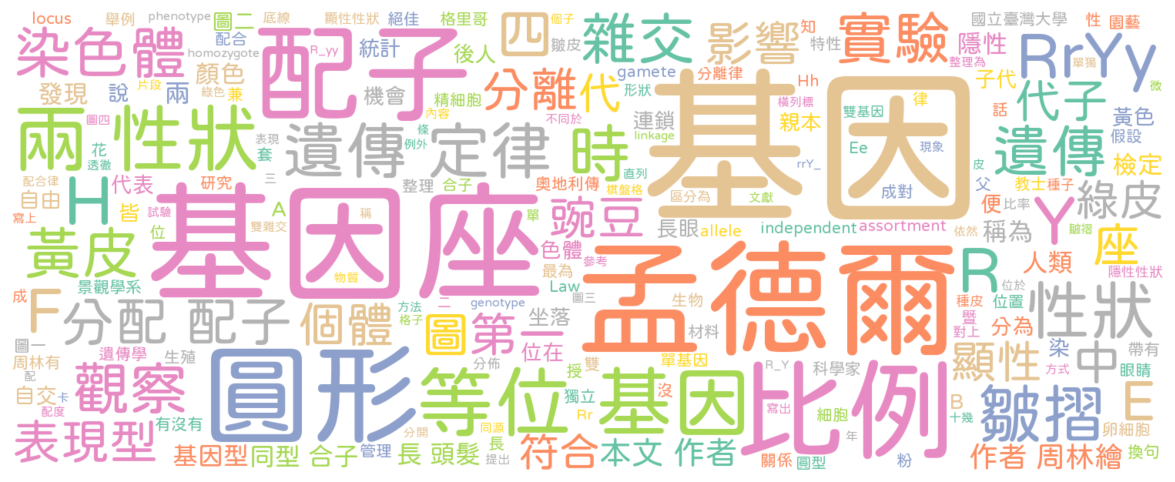 locus 舉例 phenotype 圖二 底線 顯性性狀 絕佳 格里哥 個子 知 國立臺灣大學 性 園藝
染色體 homozygote 配合 配子 R_yy 統計 後人 四 皺皮 雜交 影響 特性 實驗 隱性 整理為 RrYy 單獨
發現 說 顏色 片段 綠色 兼 兩 機會 精細胞 分離 代 gamete 分離律 形狀 基因 Hh 橫列標 子代 話 代子 微
兩 性狀 圖四 花 透徹 表現 套 遺傳 定律 條 例外 內容 不同於 時 連鎖 linkage 親本 雙基因 律 Ee 現象 rrY_ 黃色 假設 遺傳
配合律 自由 代表 研究 三 整理 合子 奧地利傳 直列 棋盤格 區分為 文獻 成對 父 皮 教士 種子 檢定
寫上 H 皆 試驗 A 雙雜交 位 基因座 稱 單 豌豆 長眼 allele independent assortment 便 比率 稱為 依然 Y 皺褶 綠皮
黃皮 景觀學系 物醫 色體 最為 參考 Law 孟德爾 R 人類 座 隱性性狀
成 F 分配 配子 個體 方法 格子 二 圖 genotype 第一 坐落 圖三 位在 生物 材料 種皮 位置 暨 對上 位於 分為 性狀
圖一 周林有 遺傳學 生殖 配 觀察 圓形 分佈 等位 基因 授 雙 單基因 R_Y 科學家 比例 顯性 染 中 帶有 眼睛 方式
自交 卡 配度 有沒有 獨立 Rr 沒 寫出 細胞 B 十幾 皺摺 卵細胞 E
表現型 基因型 同型 合子 管理 分開 長 頭髮 同源 長 提出 符合 本文 作者 關係 年 圓型 粉 作者 周林繪 換句